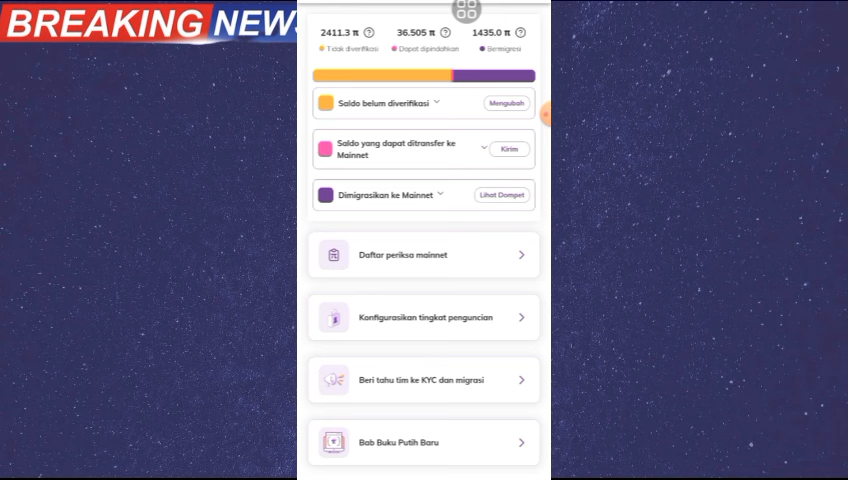 BREAKING NEWS
2411.3 π
36.505 π
1435.0 π
Tidak diverifikasi
Dapat dipindahkan
Bermigrasi
Saldo belum diverifikasi
Mengubah
Saldo yang dapat ditransfer ke
Mainnet
Kirim
Dimigrasikan ke Mainnet
Lihat Dompet
Daftar periksa mainnet
Konfigurasikan tingkat penguncian
Beri tahu tim ke KYC dan migrasi
Bab Buku Putih Baru